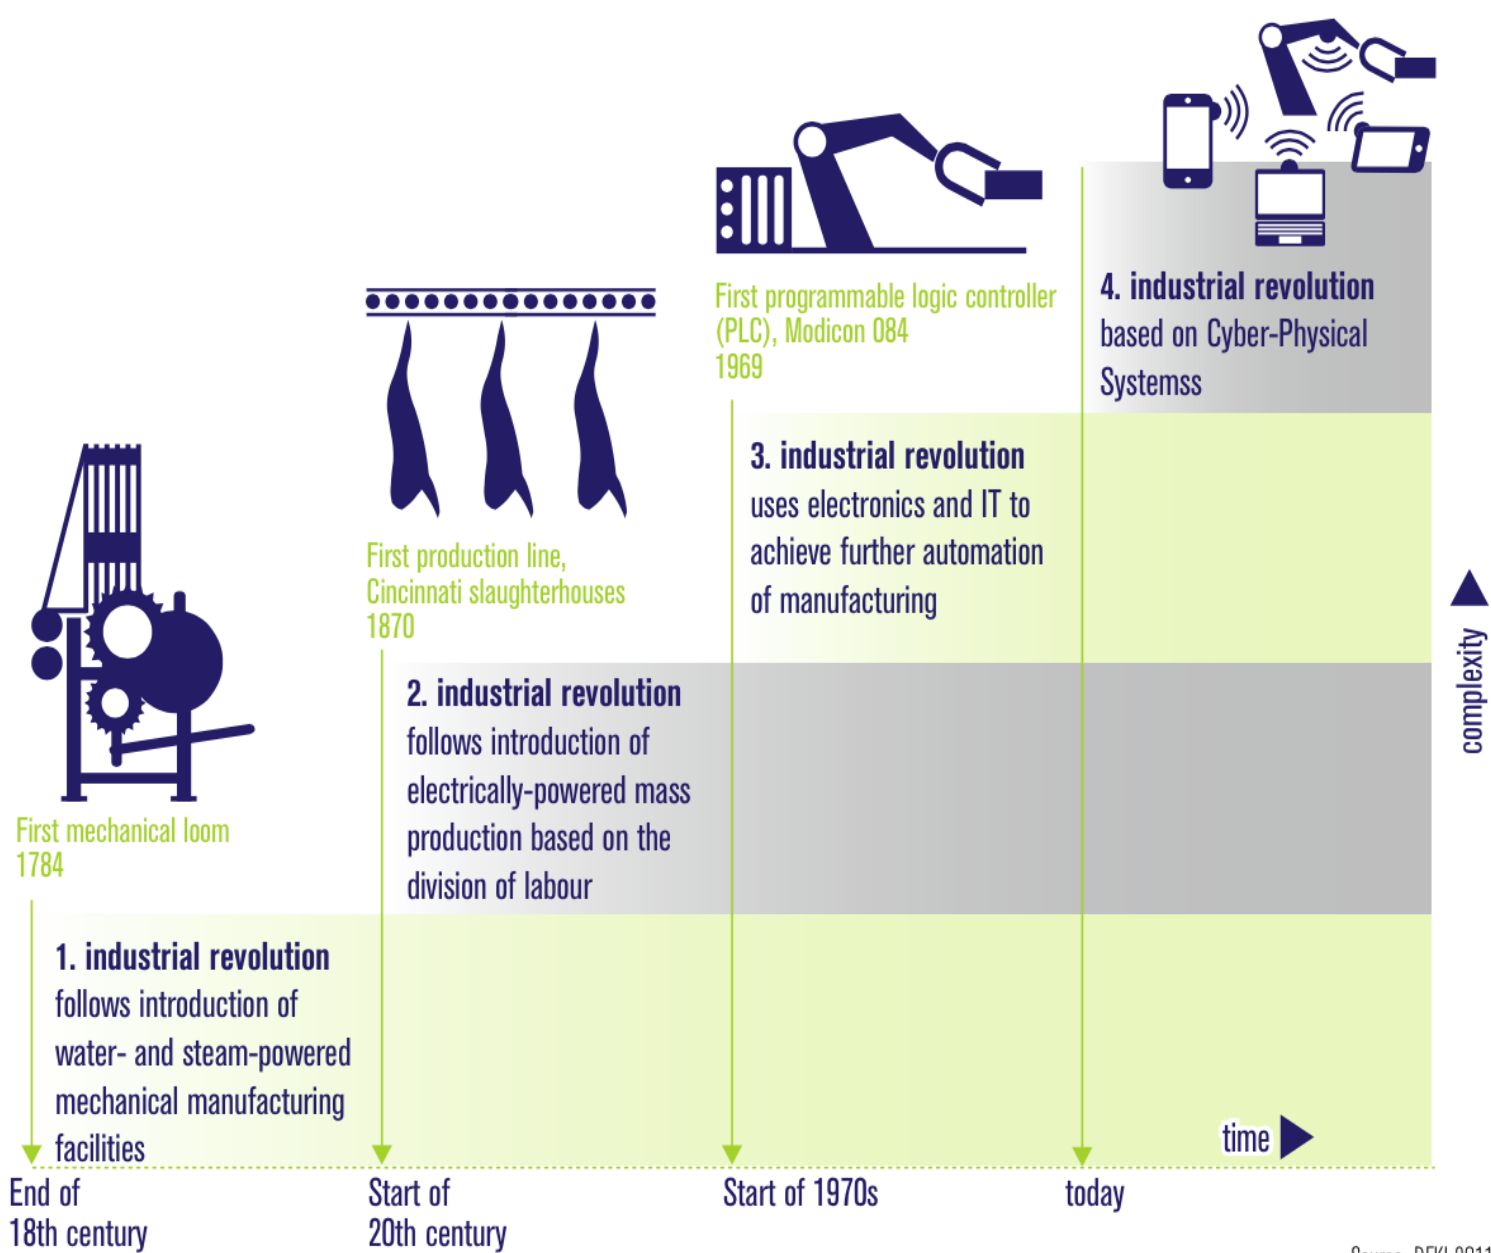 First mechanical loom
1784
1. industrial revolution
follows introduction of
water- and steam-powered
mechanical manufacturing
facilities
End of
18th century
First production line,
Cincinnati slaughterhouses
1870
2. industrial revolution
follows introduction of
electrically-powered mass
production based on the
division of labour
Start of
20th century
First programmable logic controller
(PLC), Modicon 084
1969
3. industrial revolution
uses electronics and IT to
achieve further automation
of manufacturing
Start of 1970s
4. industrial revolution
based on Cyber-Physical
Systemss
today
time
complexity